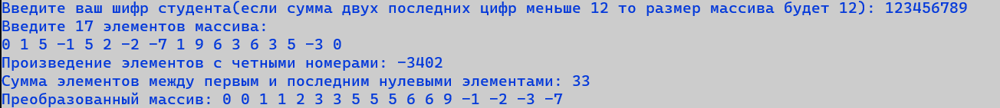 Введите ваш шифр студента(если сумма двух последних цифр меньше 12 то размер массива будет 12): 123456789
Введите 17 элементов массива:
0 1 5 -1 5 2 -2 -7 1 9 6 3 6 3 5 -3 0
Произведение элементов с четными номерами: -3402
Сумма элементов между первым и последним нулевыми элементами: 33
Преобразованный массив: 0 0 1 1 2 3 3 5 5 5 6 6 9 -1 -2 -3 -7